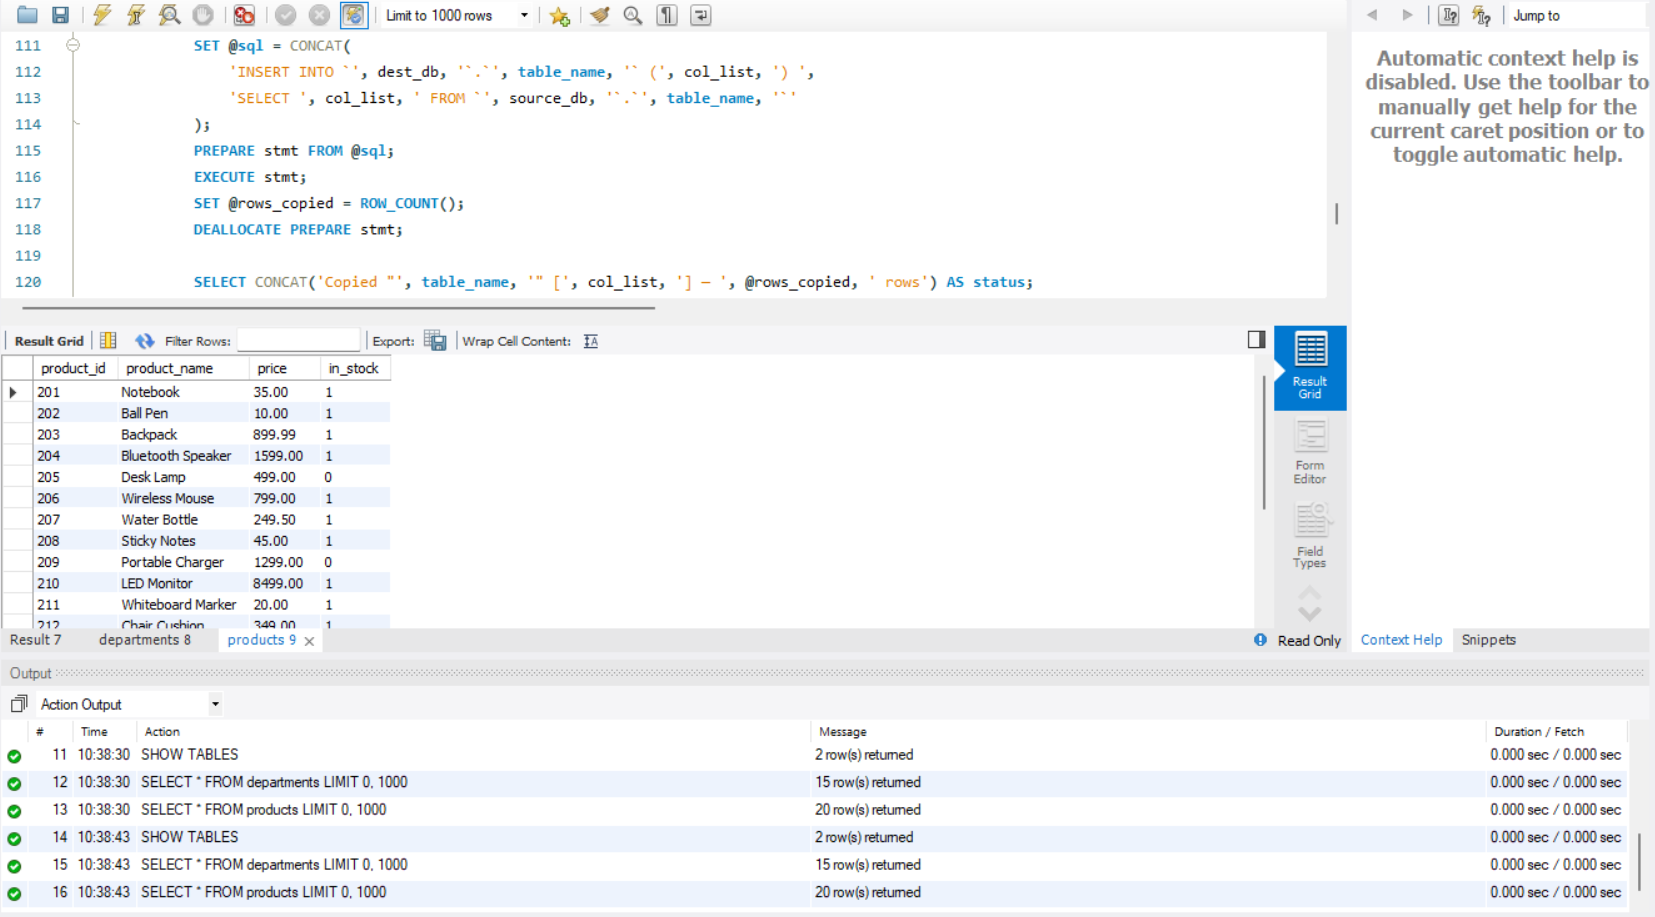 Limit to 1000 rows
Jump to
111 SET @sql = CONCAT(
112 'INSERT INTO `', dest_db, '`.`', table_name, '` (', col_list, ') ',
113 'SELECT ', col_list, ' FROM `', source_db, '`.`', table_name, '`'
114 );
115 PREPARE stmt FROM @sql;
116 EXECUTE stmt;
117 SET @rows_copied = ROW_COUNT();
118 DEALLOCATE PREPARE stmt;
119
120 SELECT CONCAT('Copied "', table_name, '" [', col_list, '] — ', @rows_copied, ' rows') AS status;
Automatic context help is
disabled. Use the toolbar to
manually get help for the
current caret position or to
toggle automatic help.
Result Grid Filter Rows: Export: Wrap Cell Content:
product_id product_name price in_stock
201 Notebook 35.00 1
202 Ball Pen 10.00 1
203 Backpack 899.99 1
204 Bluetooth Speaker 1599.00 1
205 Desk Lamp 499.00 0
206 Wireless Mouse 799.00 1
207 Water Bottle 249.50 1
208 Sticky Notes 45.00 1
209 Portable Charger 1299.00 0
210 LED Monitor 8499.00 1
211 Whiteboard Marker 20.00 1
212 Chair Cushion 349.00 1
Result
Grid
Form
Editor
Field
Types
Result 7 departments 8 products 9 Read Only
Context Help Snippets
Output
Action Output
# Time Action Message Duration / Fetch
11 10:38:30 SHOW TABLES 2 row(s) returned 0.000 sec / 0.000 sec
12 10:38:30 SELECT * FROM departments LIMIT 0, 1000 15 row(s) returned 0.000 sec / 0.000 sec
13 10:38:30 SELECT * FROM products LIMIT 0, 1000 20 row(s) returned 0.000 sec / 0.000 sec
14 10:38:43 SHOW TABLES 2 row(s) returned 0.000 sec / 0.000 sec
15 10:38:43 SELECT * FROM departments LIMIT 0, 1000 15 row(s) returned 0.000 sec / 0.000 sec
16 10:38:43 SELECT * FROM products LIMIT 0, 1000 20 row(s) returned 0.000 sec / 0.000 sec